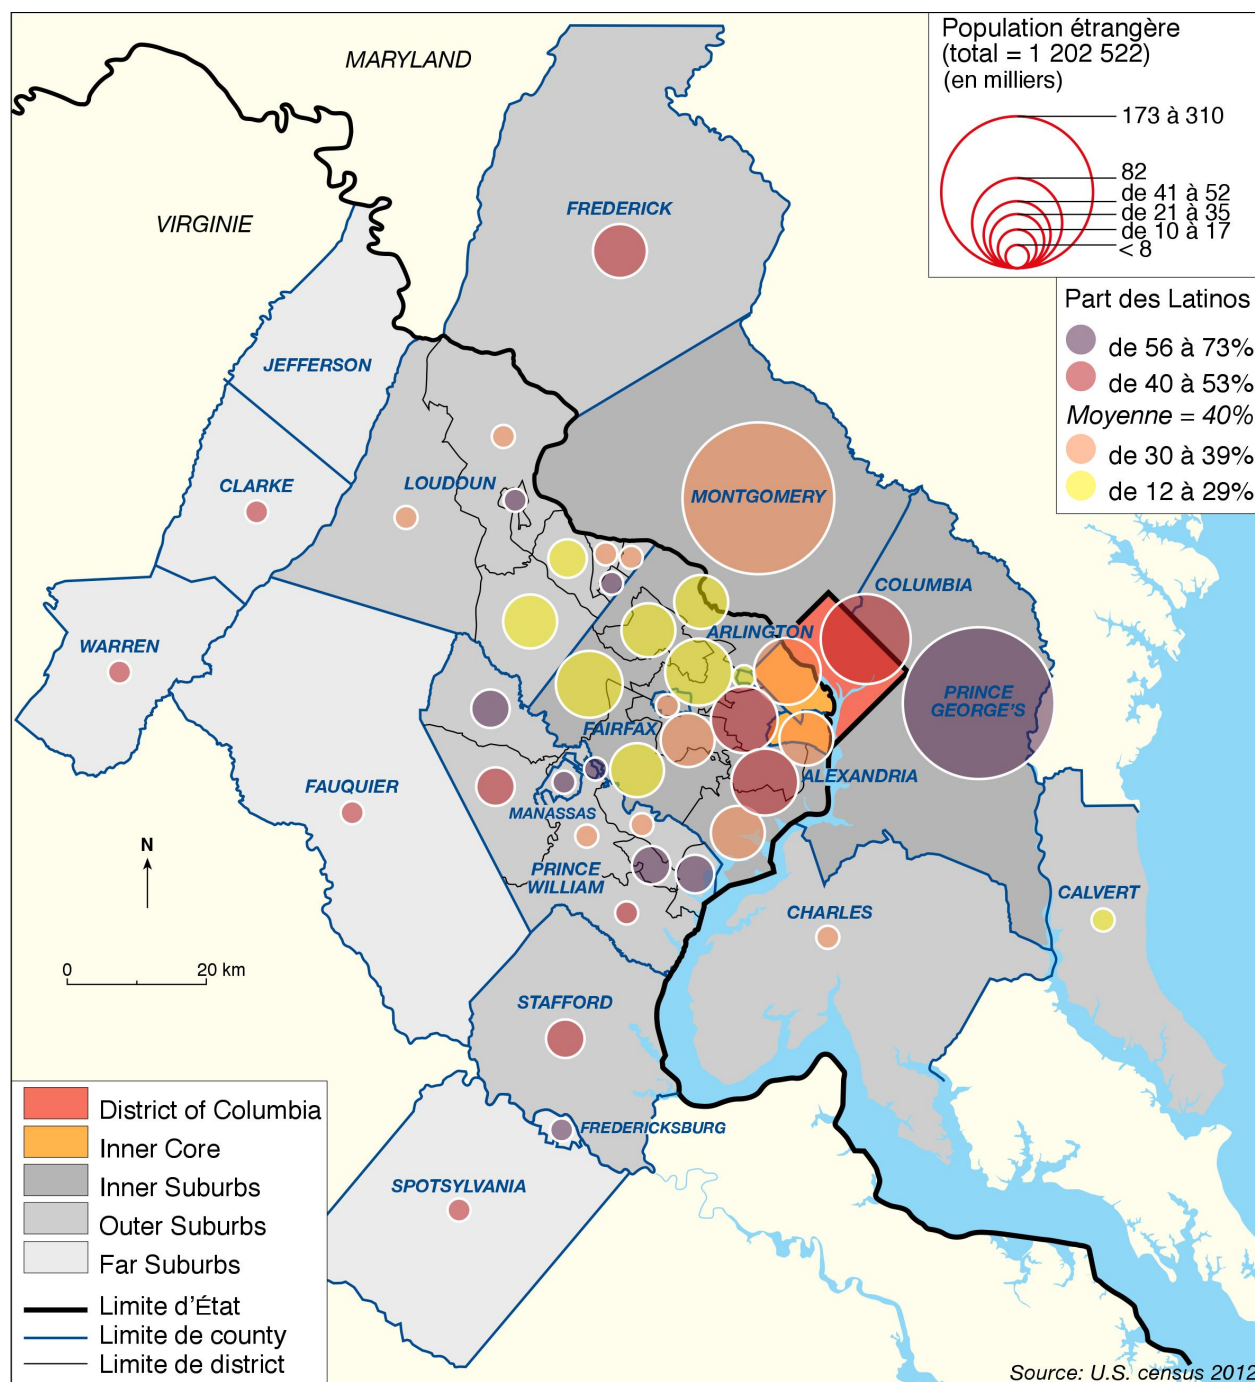 MARYLAND
VIRGINIE
Population étrangère
(total = 1 202 522)
(en milliers)
173 à 310
82
de 41 à 52
de 21 à 35
de 10 à 17
< 8
Part des Latinos
de 56 à 73%
de 40 à 53%
Moyenne = 40%
de 30 à 39%
de 12 à 29%
FREDERICK
JEFFERSON
CLARKE
LOUDOUN
MONTGOMERY
COLUMBIA
ARLINGTON
WARREN
PRINCE
GEORGE'S
FAIRFAX
ALEXANDRIA
FAUQUIER
MANASSAS
PRINCE
WILLIAM
CALVERT
CHARLES
STAFFORD
FREDERICKSBURG
SPOTSYLVANIA
N
0 20 km
District of Columbia
Inner Core
Inner Suburbs
Outer Suburbs
Far Suburbs
Limite d'État
Limite de county
Limite de district
Source: U.S. census 2012